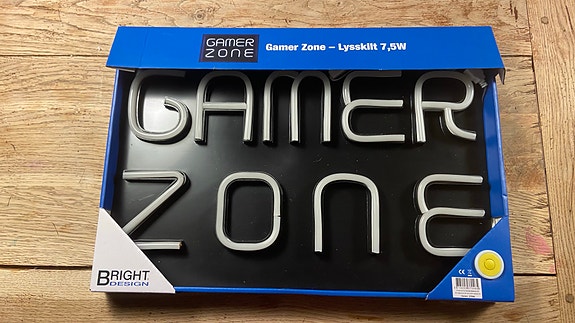 GAMER
ZONE
Gamer Zone – Lysskilt 7,5W
GAMER
ZONE
BRIGHT
DESIGN
CE